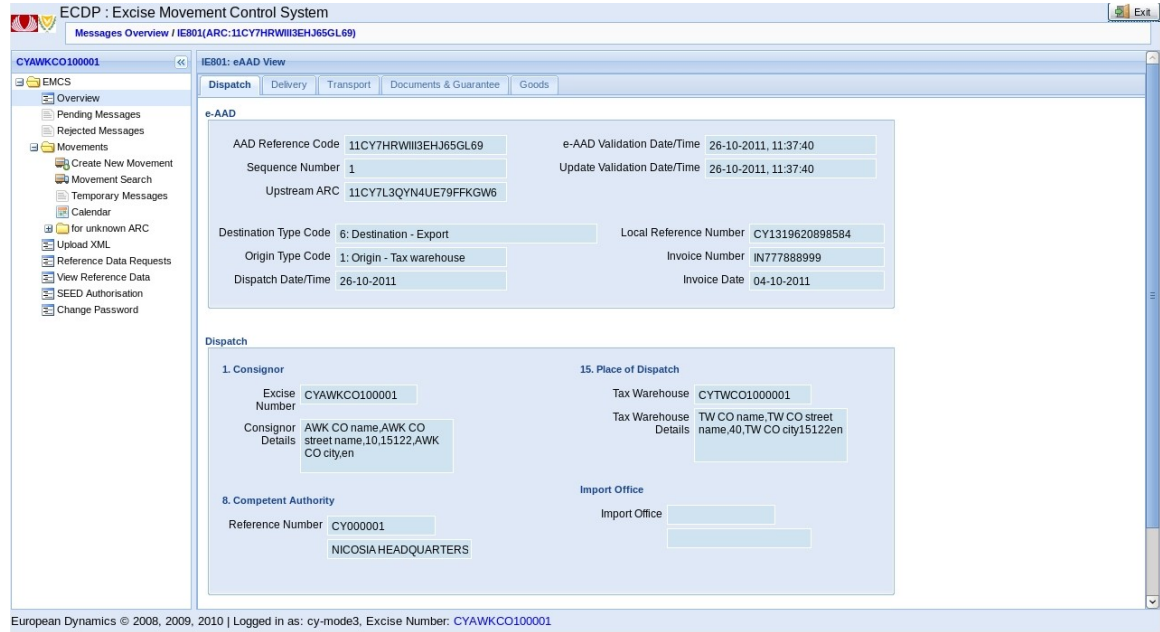 ECDP : Excise Movement Control System
Exit
Messages Overview / IE801(ARC:11CY7HRWIII3EHJ65GL69)
CYAWKCO100001
EMCS
Overview
Pending Messages
Rejected Messages
Movements
Create New Movement
Movement Search
Temporary Messages
Calendar
for unknown ARC
Upload XML
Reference Data Requests
View Reference Data
SEED Authorisation
Change Password
IE801: eAAD View
Dispatch Delivery Transport Documents & Guarantee Goods
e-AAD
AAD Reference Code 11CY7HRWIII3EHJ65GL69 e-AAD Validation Date/Time 26-10-2011, 11:37:40
Sequence Number 1 Update Validation Date/Time 26-10-2011, 11:37:40
Upstream ARC 11CY7L3QYN4UE79FFKGW6
Destination Type Code 6: Destination - Export Local Reference Number CY1319620898584
Origin Type Code 1: Origin - Tax warehouse Invoice Number IN777888999
Dispatch Date/Time 26-10-2011 Invoice Date 04-10-2011
Dispatch
1. Consignor
Excise Number CYAWKCO100001
Consignor Details AWK CO name,AWK CO
street name,10,15122,AWK
CO city,en
15. Place of Dispatch
Tax Warehouse CYTWCO1000001
Tax Warehouse Details TW CO name,TW CO street
name,40,TW CO city15122en
8. Competent Authority
Reference Number CY000001
NICOSIA HEADQUARTERS
Import Office
Import Office
European Dynamics © 2008, 2009, 2010 | Logged in as: cy-mode3, Excise Number: CYAWKCO100001